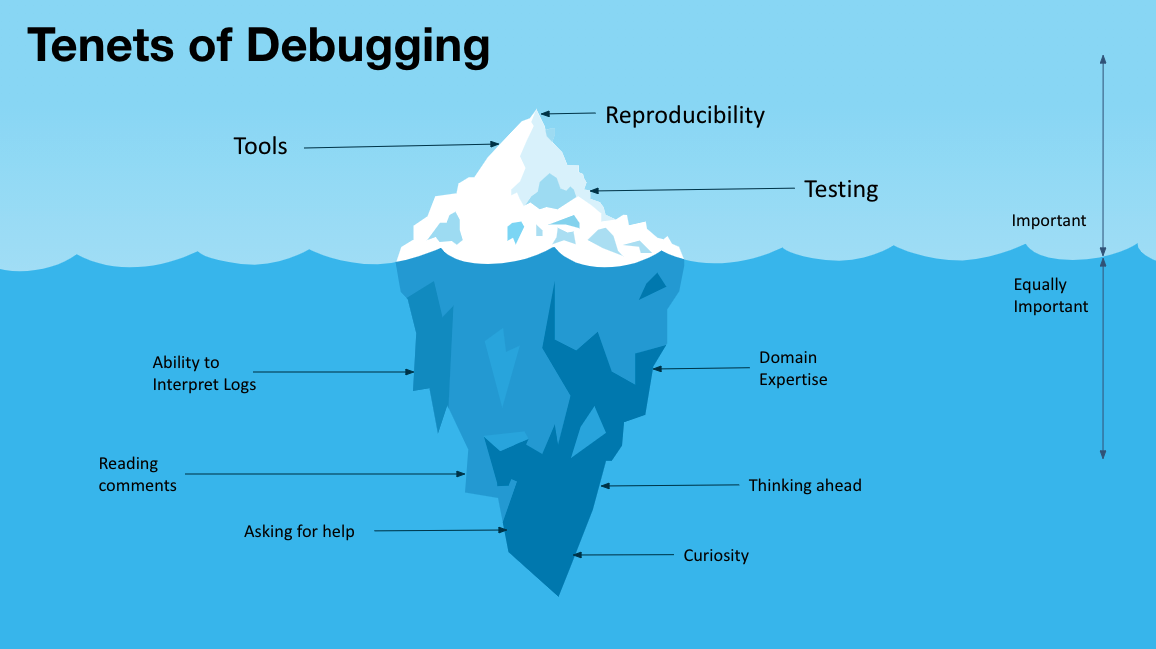 Tenets of Debugging
Reproducibility
Tools
Testing
Important
Equally
Important
Ability to
Interpret Logs
Domain
Expertise
Reading
comments
Thinking ahead
Asking for help
Curiosity